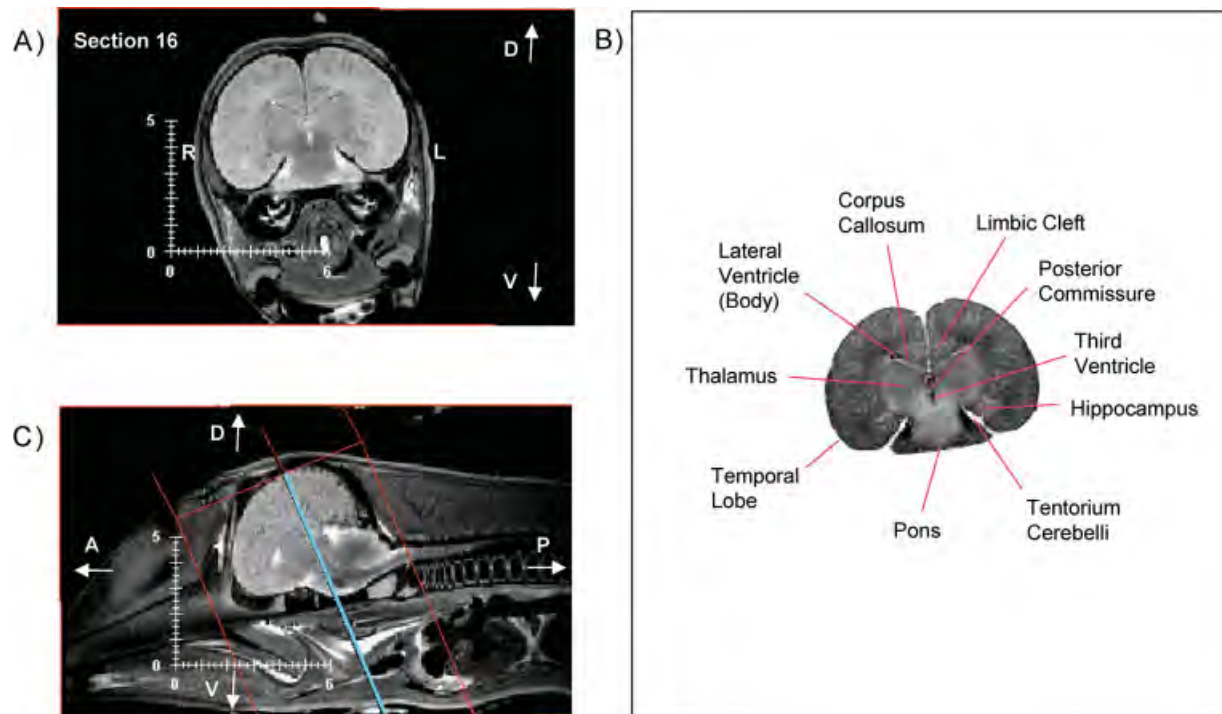 A)
Section 16
D
5
R
L
0
0
6
V
B)
Corpus
Callosum
Limbic Cleft
Lateral
Ventricle
(Body)
Posterior
Commissure
Third
Ventricle
Thalamus
Hippocampus
Temporal
Lobe
Pons
Tentorium
Cerebelli
C)
D
A
5
P
0
0
6
V